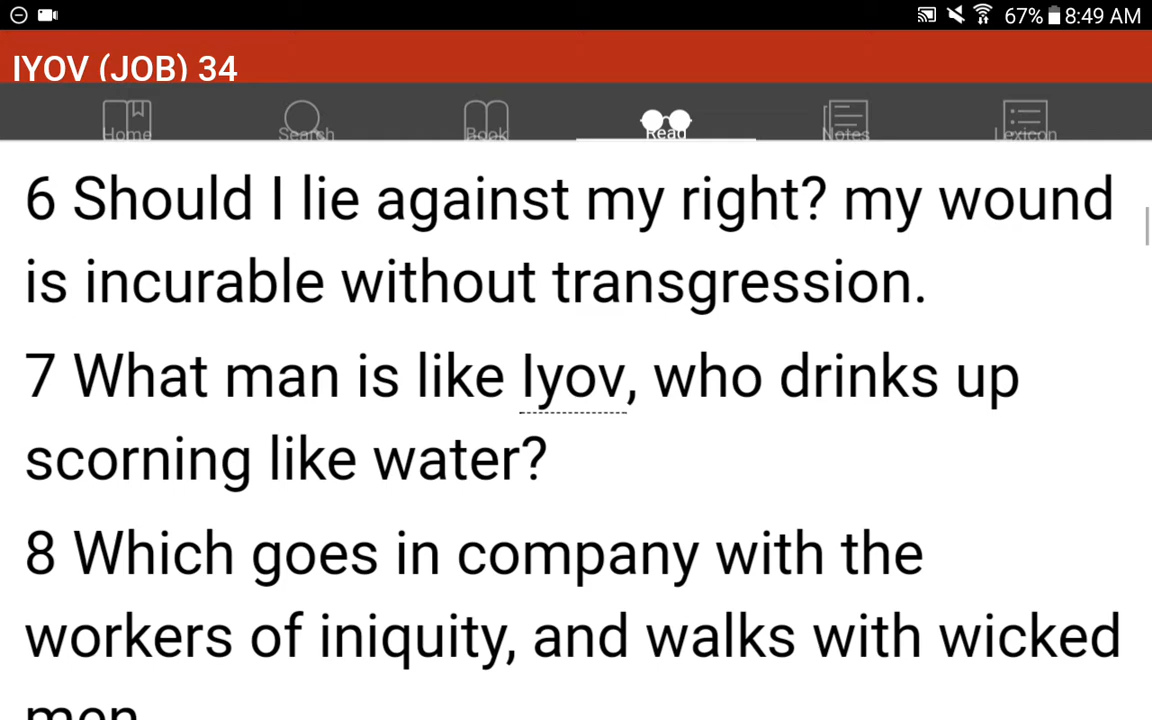 67% 8:49 AM
IYOV (JOB) 34
Home Search Book Read Notes Lexicon
6 Should I lie against my right? my wound
is incurable without transgression.
7 What man is like Iyov, who drinks up
scorning like water?
8 Which goes in company with the
workers of iniquity, and walks with wicked
men